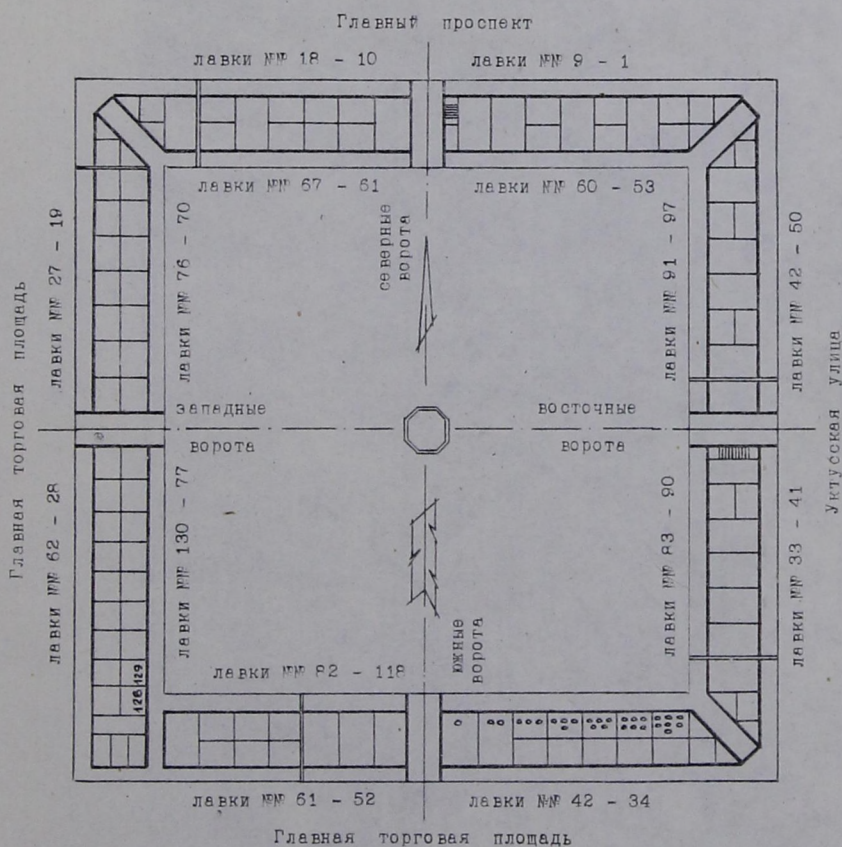 Главный проспект
лавки №№ 18 - 10
лавки №№ 9 - 1
лавки №№ 67 - 61
лавки №№ 60 - 53
северные
ворота
лавки №№ 27 - 19
лавки №№ 76 - 70
лавки №№ 91 - 97
лавки №№ 42 - 50
Главная торговая площадь
Уктусская улица
западные
ворота
восточные
ворота
лавки №№ 62 - 28
лавки №№ 130 - 77
лавки №№ 83 - 90
лавки №№ 33 - 41
южные
ворота
лавки №№ 82 - 118
128 129
лавки №№ 61 - 52
лавки №№ 42 - 34
Главная торговая площадь